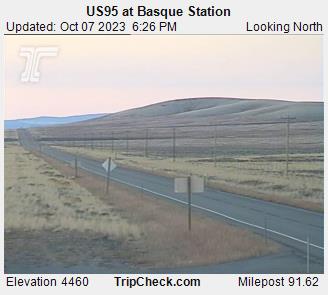 US95 at Basque Station
Updated: Oct 07 2023 6:26 PM Looking North
Elevation 4460 TripCheck.com Milepost 91.62